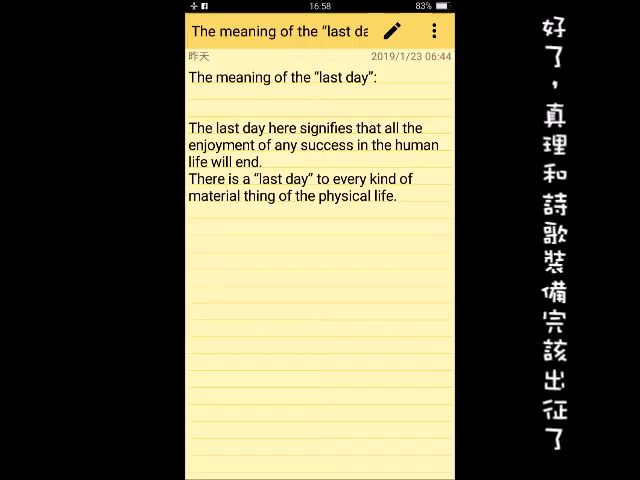 16:58
83%
The meaning of the “last da
昨天
2019/1/23 06:44
The meaning of the “last day”:
The last day here signifies that all the
enjoyment of any success in the human
life will end.
There is a “last day” to every kind of
material thing of the physical life.
好了，真理和詩歌裝備完該出征了